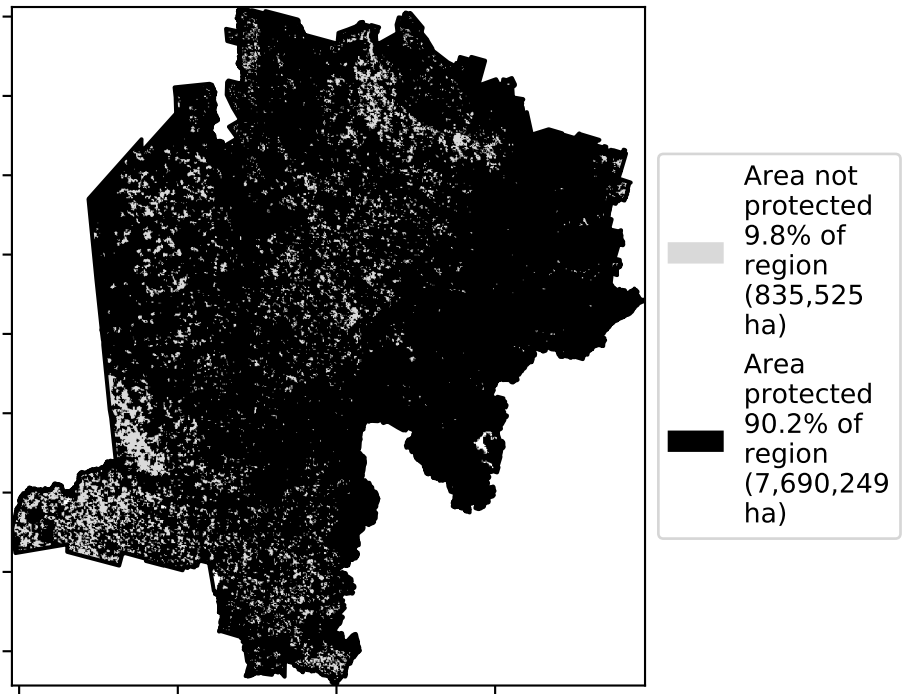 Area not
protected
9.8% of
region
(835,525
ha)
Area
protected
90.2% of
region
(7,690,249
ha)